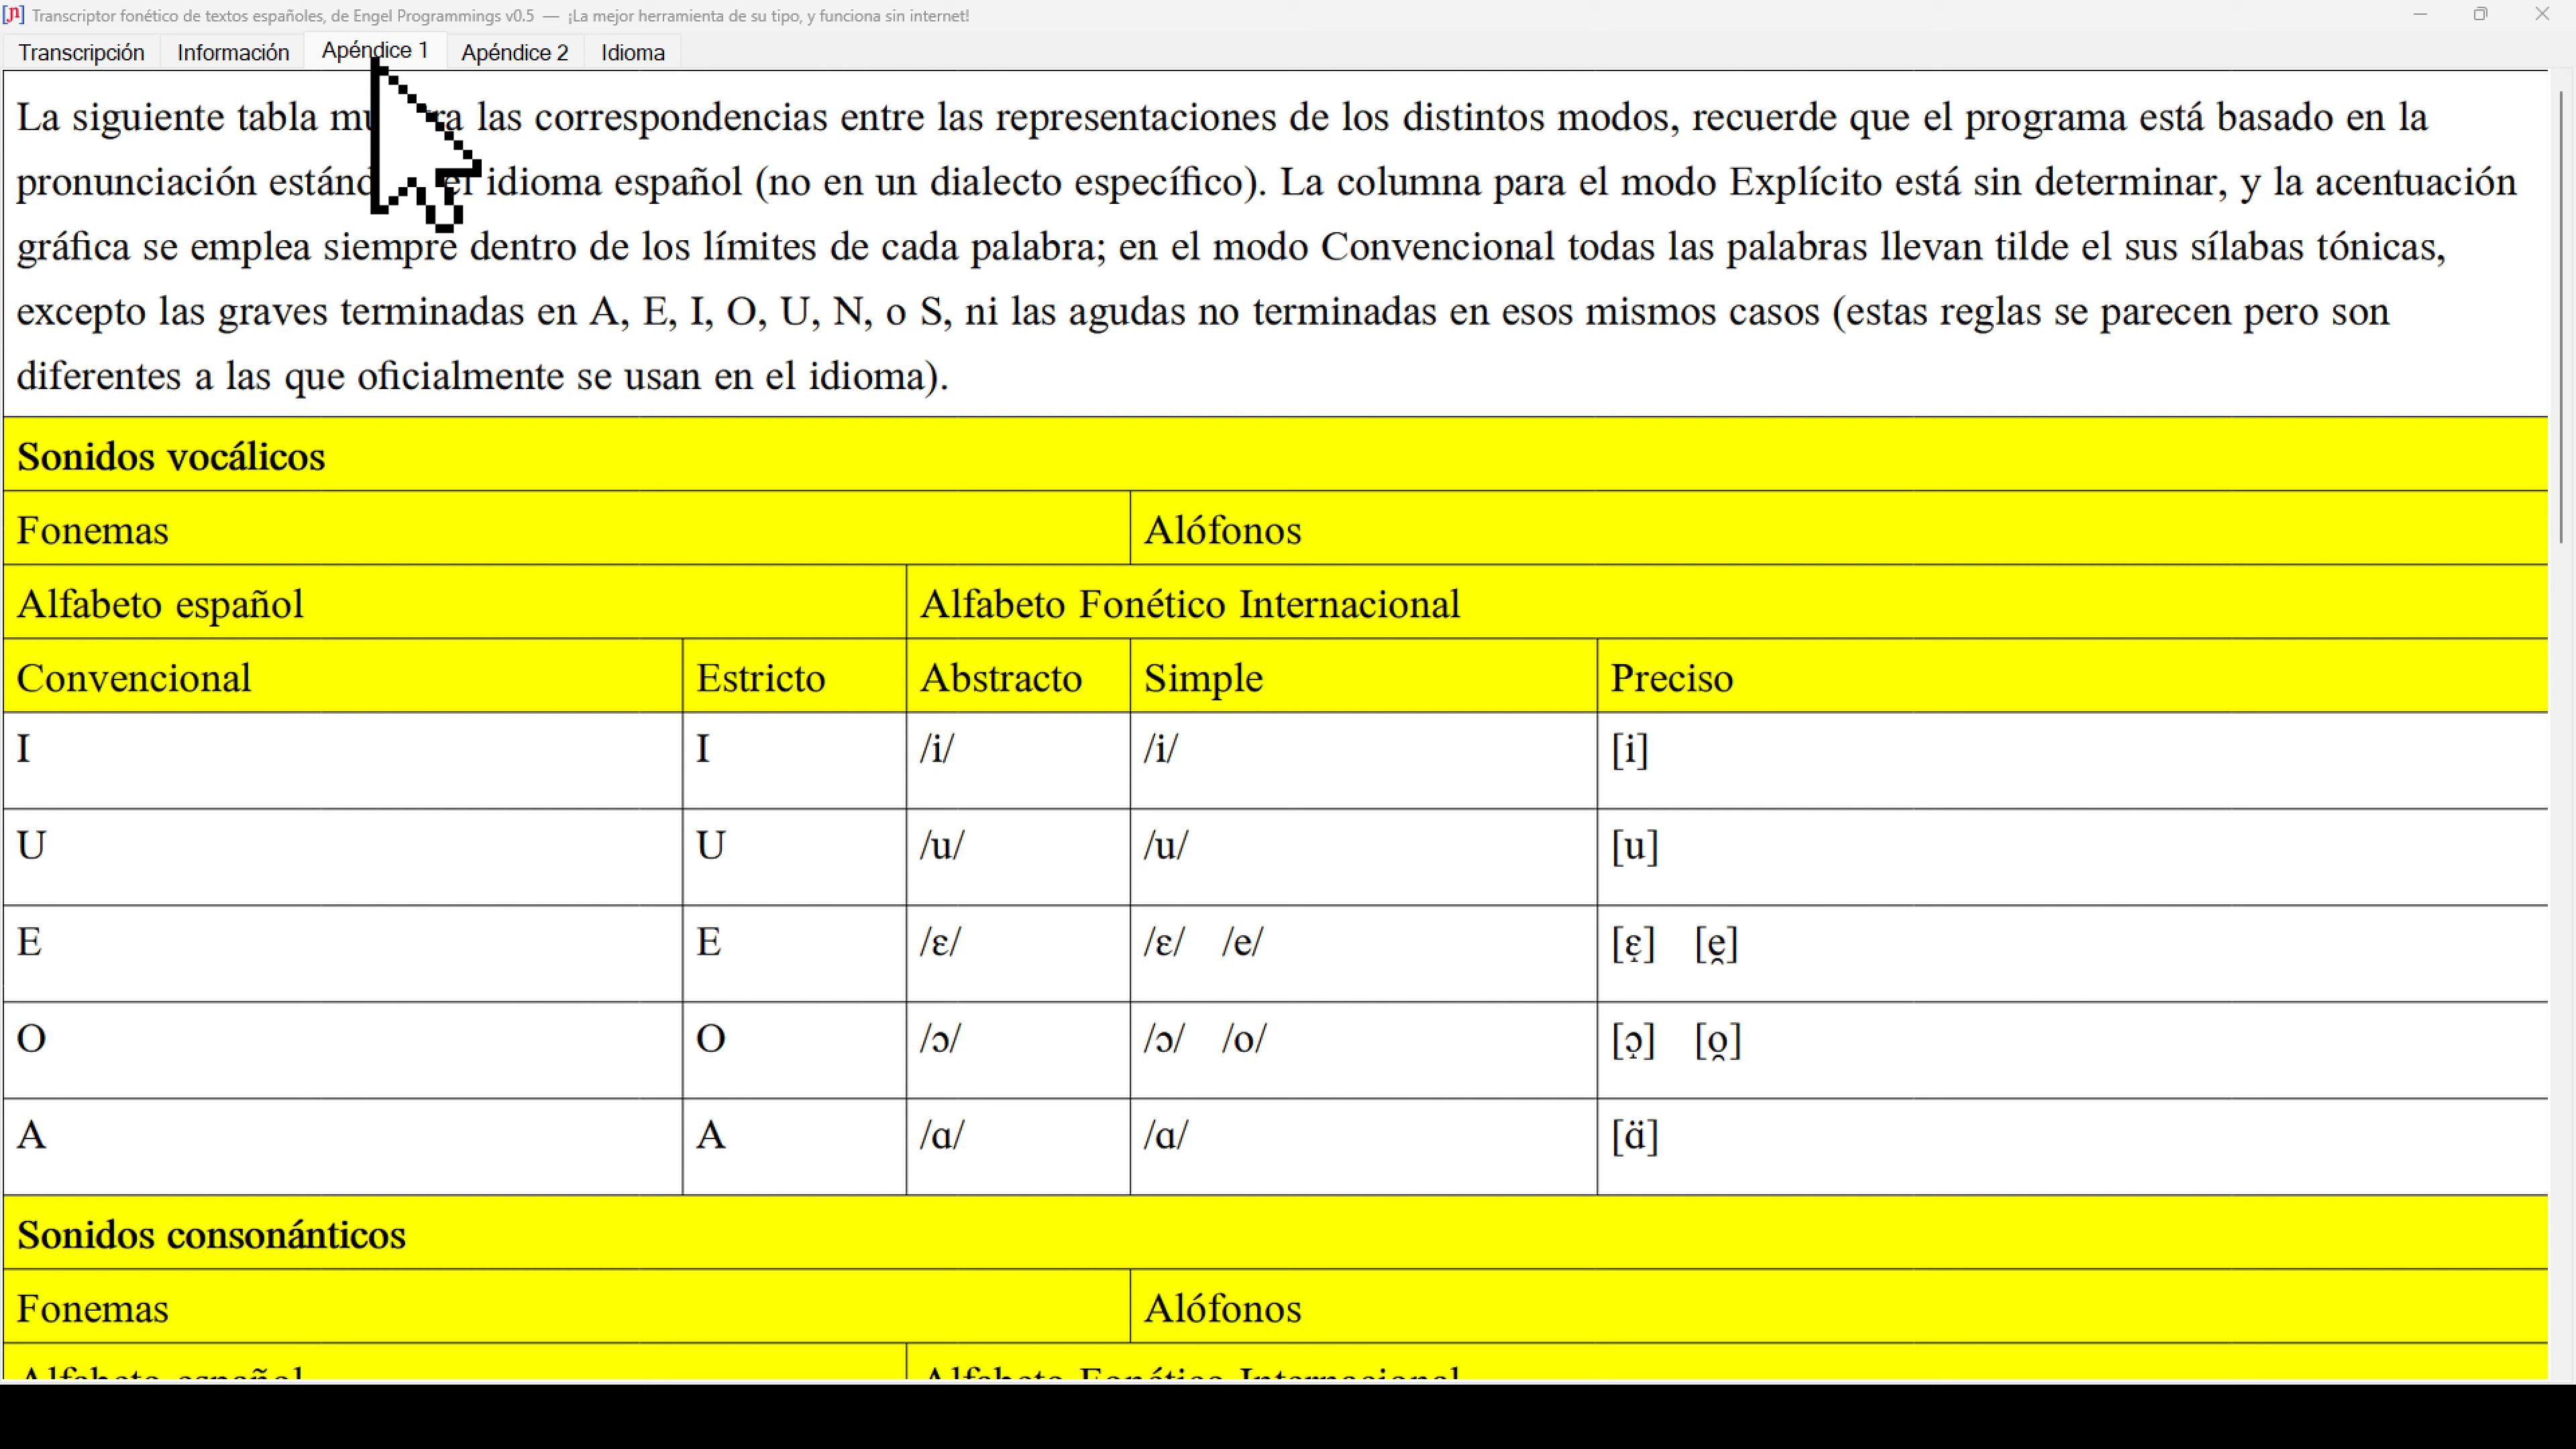 [ɲ] Transcriptor fonético de textos españoles, de Engel Programmings v0.5 — ¡La mejor herramienta de su tipo, y funciona sin internet!
Transcripción Información Apéndice 1 Apéndice 2 Idioma
La siguiente tabla las correspondencias entre las representaciones de los distintos modos, recuerde que el programa está basado en la
pronunciación idioma español (no en un dialecto específico). La columna para el modo Explícito está sin determinar, y la acentuación
gráfica se emplea siempre dentro de los límites de cada palabra; en el modo Convencional todas las palabras llevan tilde el sus sílabas tónicas,
excepto las graves terminadas en A, E, I, O, U, N, o S, ni las agudas no terminadas en esos mismos casos (estas reglas se parecen pero son
diferentes a las que oficialmente se usan en el idioma).
Sonidos vocálicos
Fonemas Alófonos
Alfabeto español Alfabeto Fonético Internacional
Convencional Estricto Abstracto Simple Preciso
I I /i/ /i/ [i]
U U /u/ /u/ [u]
E E /ɛ/ /ɛ/ /e/ [ɛ̝] [e̯]
O O /ɔ/ /ɔ/ /o/ [ɔ̝] [o̯]
A A /ɑ/ /ɑ/ [ɑ̈]
Sonidos consonánticos
Fonemas Alófonos
Alfabeto español Alfabeto Fonético Internacional